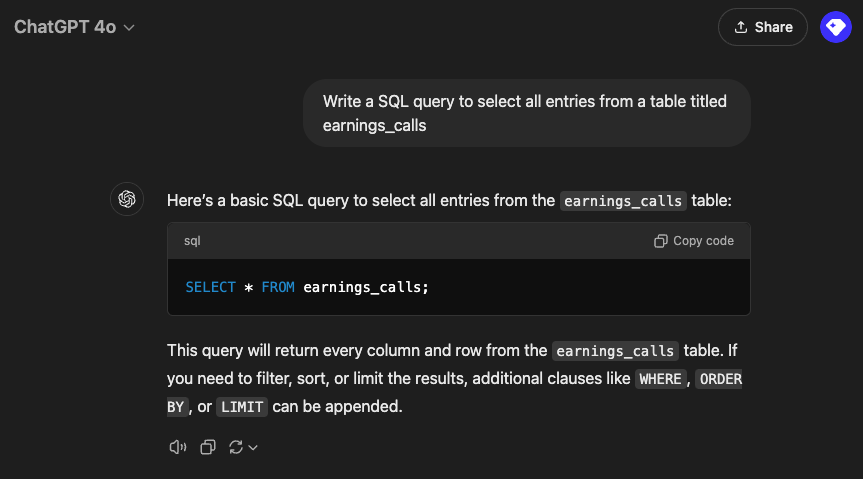 ChatGPT 4o
Share
Write a SQL query to select all entries from a table titled
earnings_calls
Here's a basic SQL query to select all entries from the earnings_calls table:
sql
Copy code
SELECT * FROM earnings_calls;
This query will return every column and row from the earnings_calls table. If
you need to filter, sort, or limit the results, additional clauses like WHERE, ORDER
BY, or LIMIT can be appended.